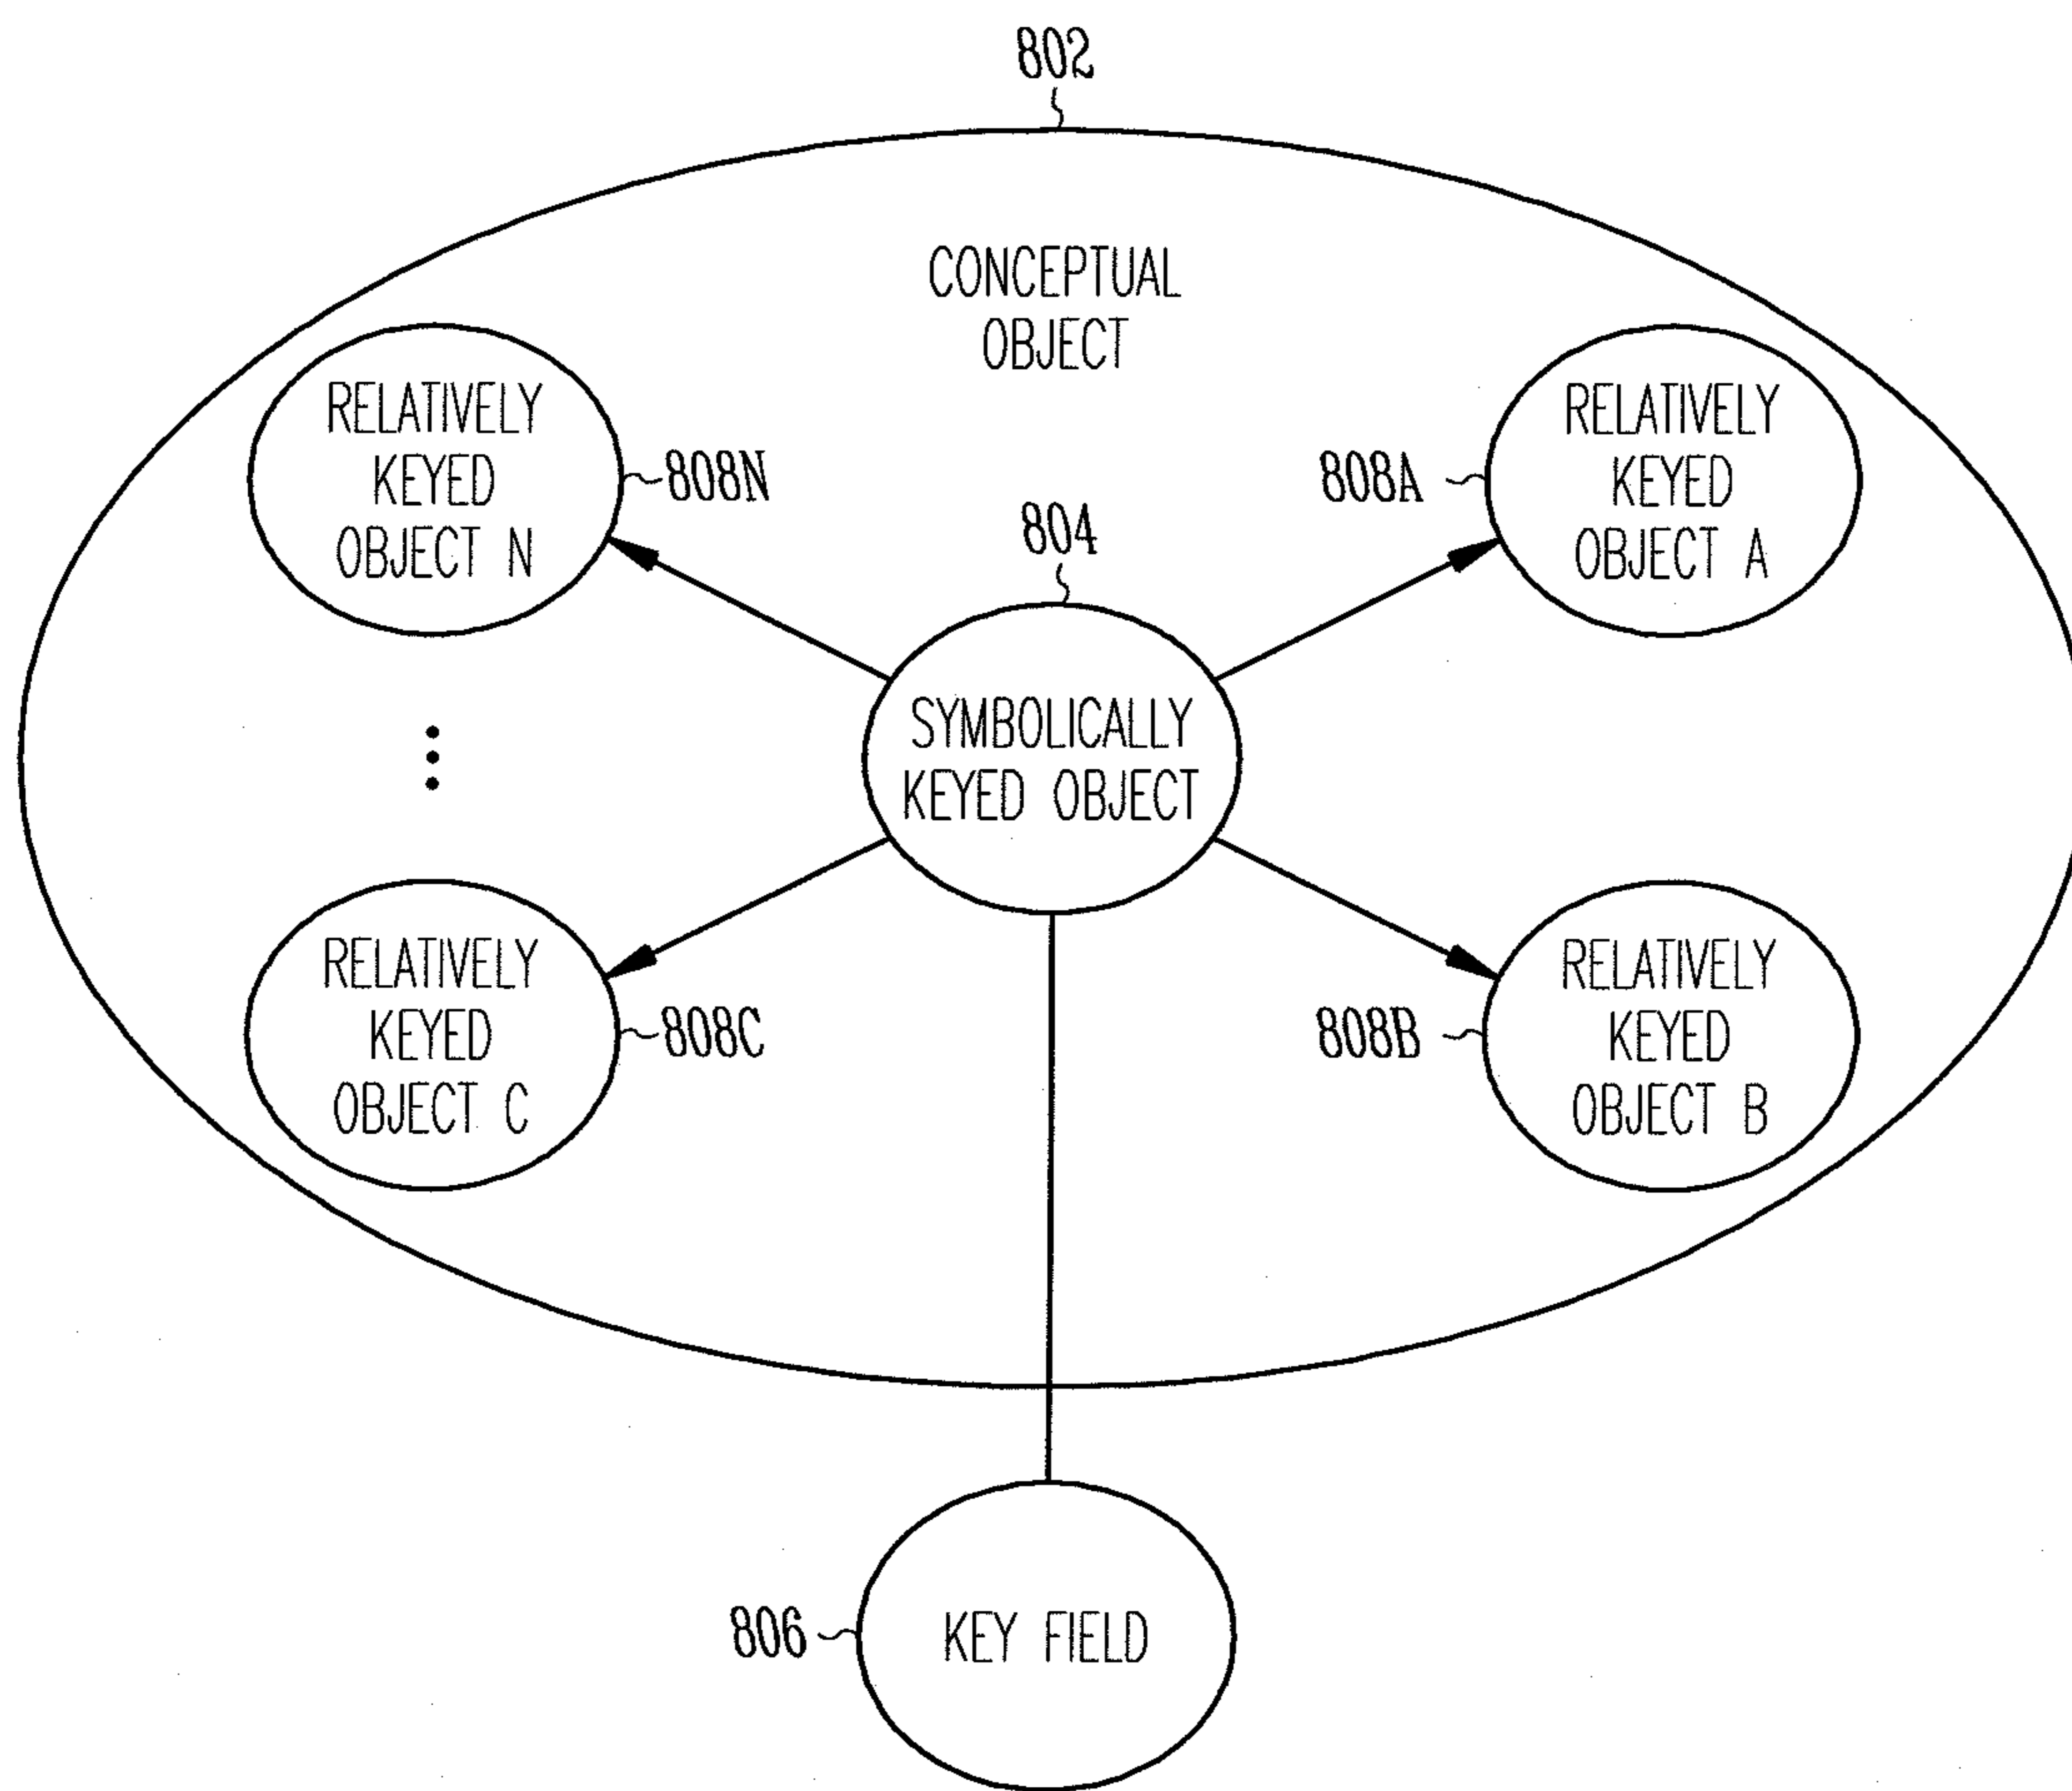 802
CONCEPTUAL
OBJECT
RELATIVELY
KEYED
OBJECT N
808N
808A
RELATIVELY
KEYED
OBJECT A
804
SYMBOLICALLY
KEYED OBJECT
RELATIVELY
KEYED
OBJECT C
808C
808B
RELATIVELY
KEYED
OBJECT B
806
KEY FIELD